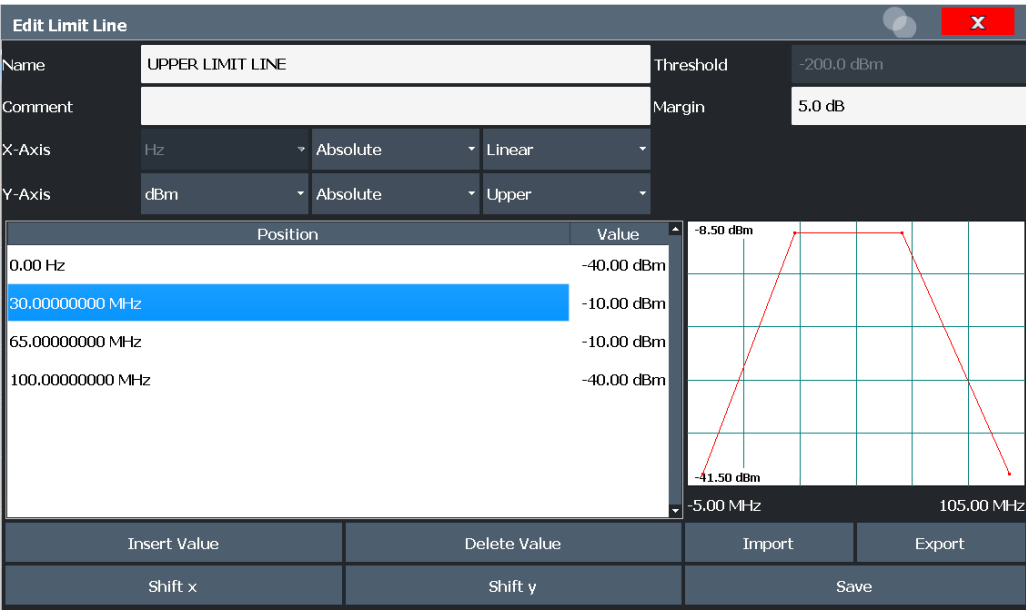 Edit Limit Line
X
Name UPPER LIMIT LINE Threshold -200.0 dBm
Comment Margin 5.0 dB
X-Axis Hz Absolute Linear
Y-Axis dBm Absolute Upper
Position Value
0.00 Hz -40.00 dBm
30.00000000 MHz -10.00 dBm
65.00000000 MHz -10.00 dBm
100.00000000 MHz -40.00 dBm
-8.50 dBm
-41.50 dBm
-5.00 MHz 105.00 MHz
Insert Value Delete Value Import Export
Shift x Shift y Save